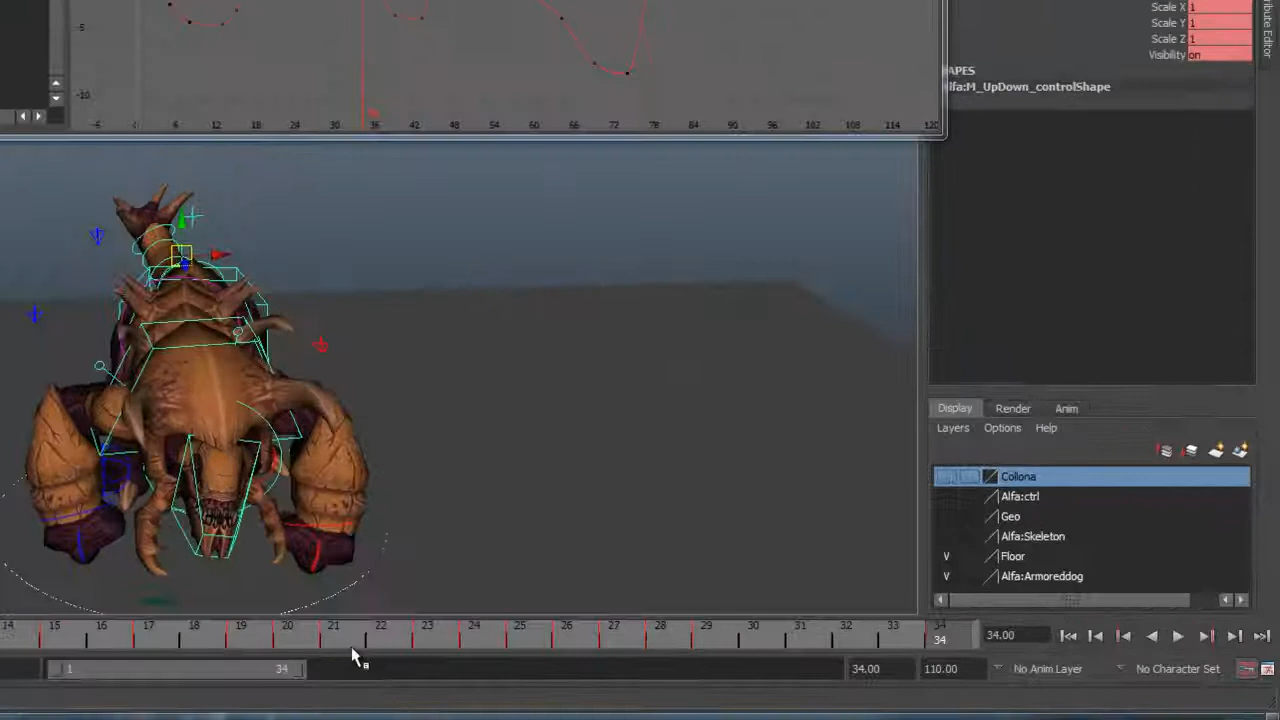 Scale X 1
Scale Y 1
Scale Z 1
Visibility on
APES
lfa:M_UpDown_controlShape
ribute Editor
-5
-10
-6 6 12 18 24 30 36 42 48 54 60 66 72 78 84 90 96 102 108 114 120
Display Render Anim
Layers Options Help
Collona
Alfa:ctrl
Geo
Alfa:Skeleton
V Floor
V Alfa:Armoreddog
14 15 16 17 18 19 20 21 22 23 24 25 26 27 28 29 30 31 32 33 34
34
34.00
1 34
34.00 110.00 No Anim Layer No Character Set